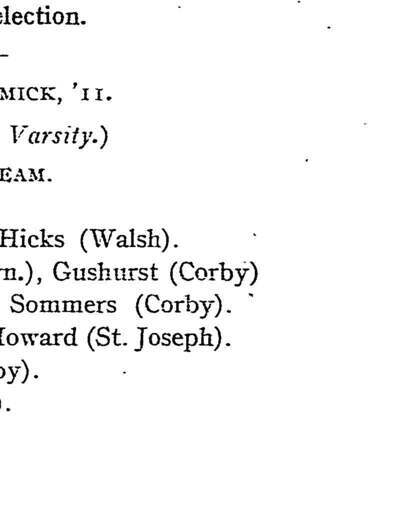 election.
MICK, '11.
Varsity.)
EAM.
Hicks (Walsh).
n.), Gushurst (Corby)
Sommers (Corby).
Howard (St. Joseph).
by).
).